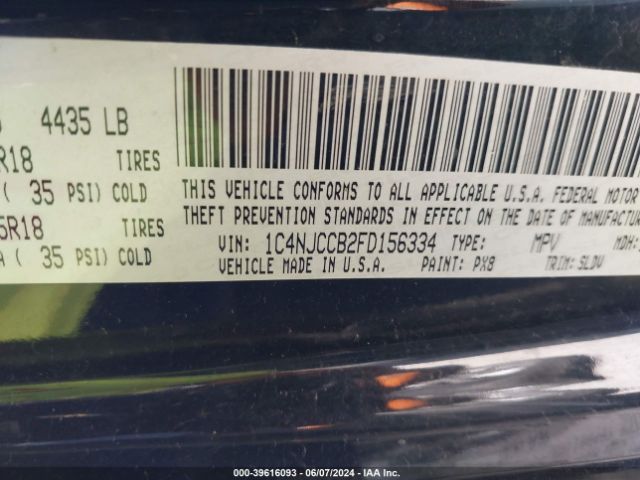 4435 LB
R18 TIRES
( 35 PSI) COLD
5R18 TIRES
A ( 35 PSI) COLD
THIS VEHICLE CONFORMS TO ALL APPLICABLE U.S.A. FEDERAL MOTOR
THEFT PREVENTION STANDARDS IN EFFECT ON THE DATE OF MANUFACTUR
VIN: 1C4NJCCB2FD156334 TYPE: MPV MDH:
VEHICLE MADE IN U.S.A. PAINT: PX8 TRIM: SLDV
000-39616093 - 06/07/2024 - IAA Inc.